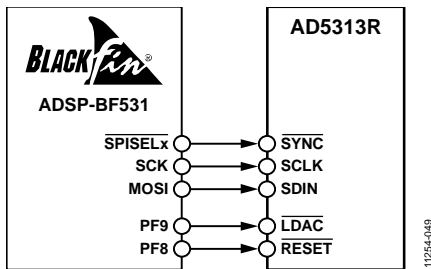 BLACKfin
ADSP-BF531
AD5313R
SPISELx
SYNC
SCK
SCLK
MOSI
SDIN
PF9
LDAC
PF8
RESET
11254-049